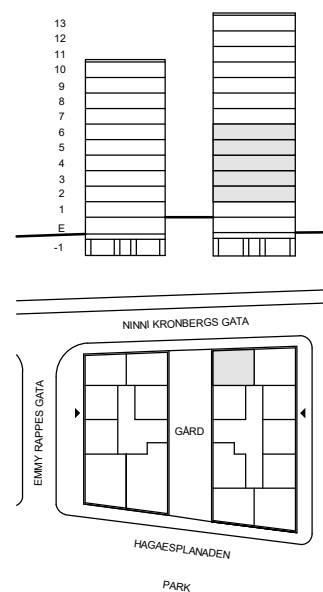 13
12
11
10
9
8
7
6
5
4
3
2
1
E
-1
NINNI KRONBERGS GATA
EMMY RAPPES GATA
GÅRD
HAGAESPLANADEN
PARK